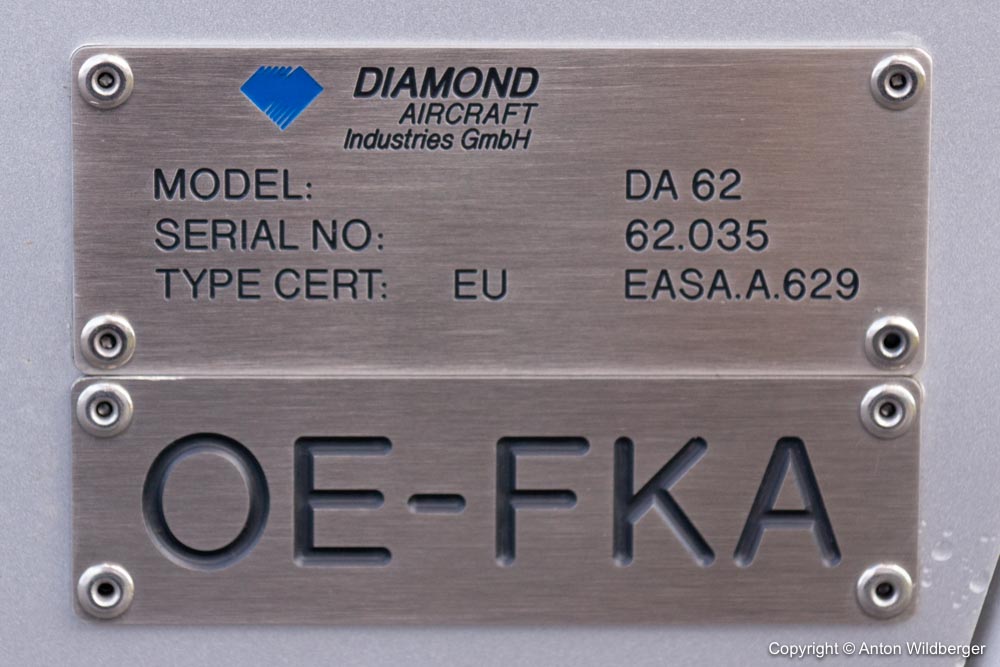 DIAMOND
AIRCRAFT
Industries GmbH
MODEL: DA 62
SERIAL NO: 62.035
TYPE CERT: EU EASA.A.629
OE-FKA
Copyright © Anton Wildberger